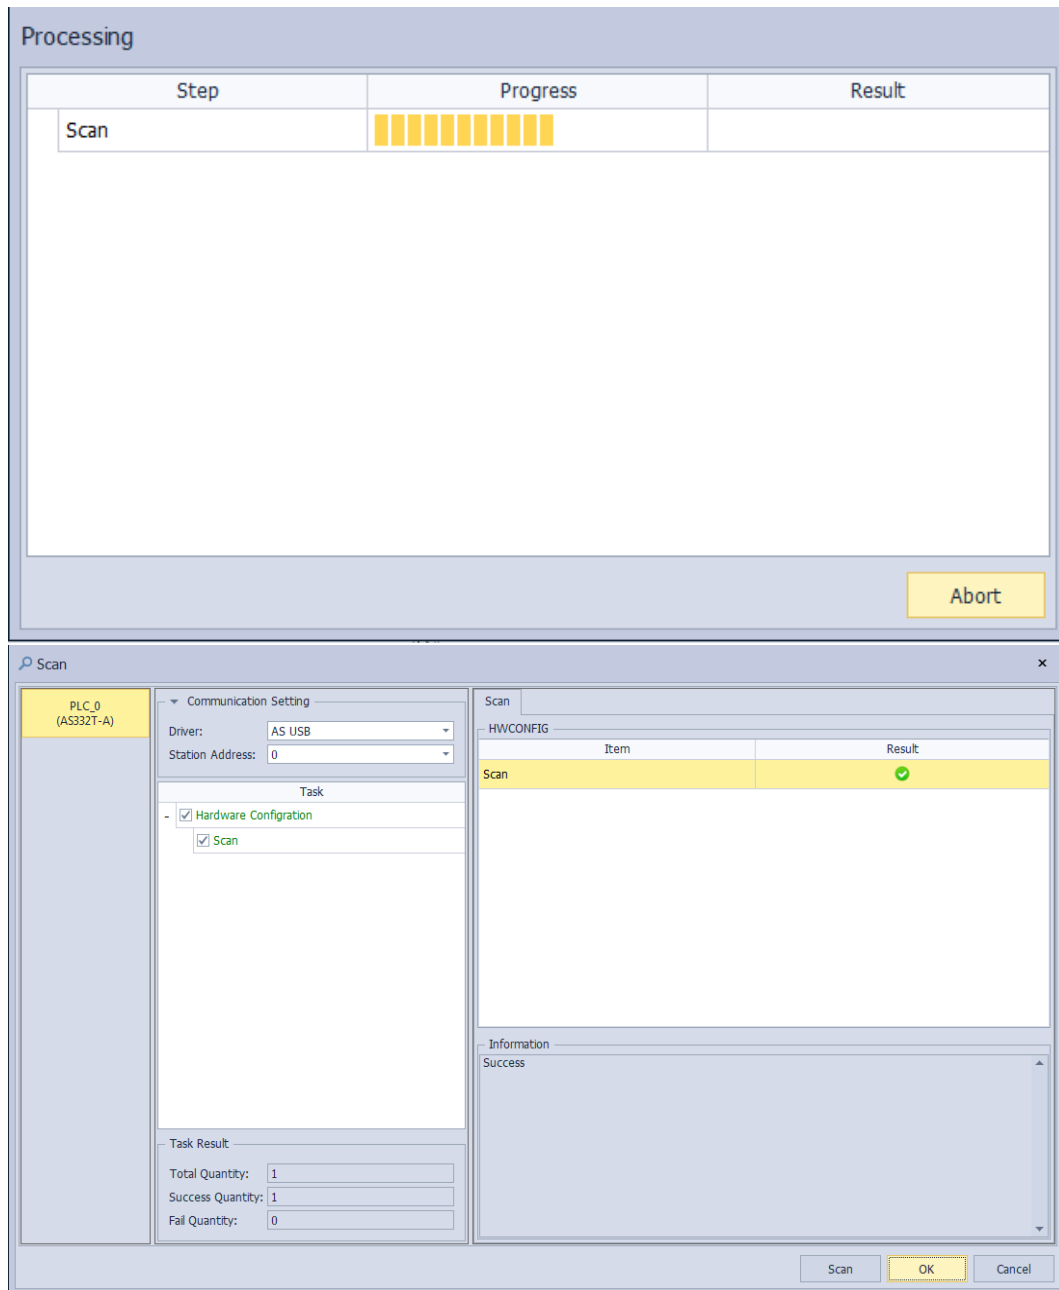 Processing
Step Progress Result
Scan
Abort
Scan
PLC_0
(AS332T-A)
Communication Setting
Driver: AS USB
Station Address: 0
Task
Hardware Configration
Scan
Task Result
Total Quantity: 1
Success Quantity: 1
Fail Quantity: 0
Scan
HWCONFIG
Item Result
Scan
Information
Success
Scan OK Cancel